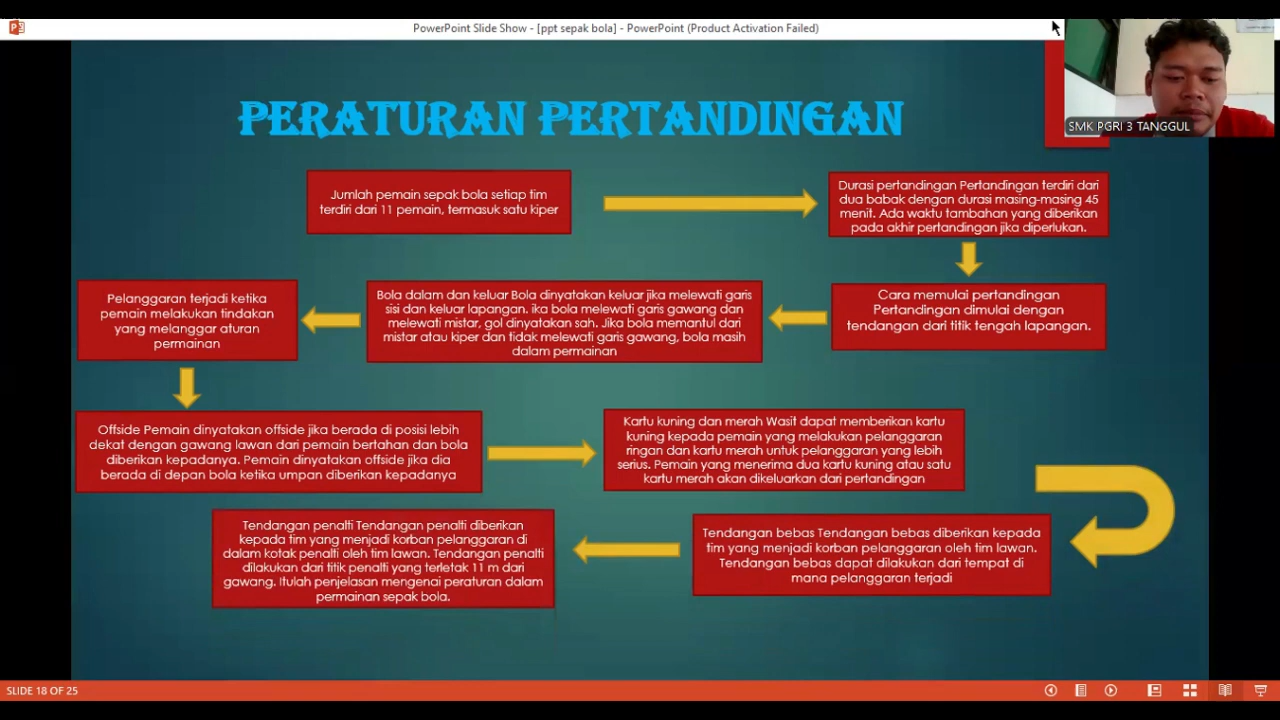 PowerPoint Slide Show - [ppt sepak bola] - PowerPoint (Product Activation Failed)
SMK PGRI 3 TANGGUL
PERATURAN PERTANDINGAN
Jumlah pemain sepak bola setiap tim
terdiri dari 11 pemain, termasuk satu kiper
Durasi pertandingan Pertandingan terdiri dari
dua babak dengan durasi masing-masing 45
menit. Ada waktu tambahan yang diberikan
pada akhir pertandingan jika diperlukan.
Cara memulai pertandingan
Pertandingan dimulai dengan
tendangan dari titik tengah lapangan.
Bola dalam dan keluar Bola dinyatakan keluar jika melewati garis
sisi dan keluar lapangan. ika bola melewati garis gawang dan
melewati mistar, gol dinyatakan sah. Jika bola memantul dari
mistar atau kiper dan tidak melewati garis gawang, bola masih
dalam permainan
Pelanggaran terjadi ketika
pemain melakukan tindakan
yang melanggar aturan
permainan
Offside Pemain dinyatakan offside jika berada di posisi lebih
dekat dengan gawang lawan dari pemain bertahan dan bola
diberikan kepadanya. Pemain dinyatakan offside jika dia
berada di depan bola ketika umpan diberikan kepadanya
Kartu kuning dan merah Wasit dapat memberikan kartu
kuning kepada pemain yang melakukan pelanggaran
ringan dan kartu merah untuk pelanggaran yang lebih
serius. Pemain yang menerima dua kartu kuning atau satu
kartu merah akan dikeluarkan dari pertandingan
Tendangan bebas Tendangan bebas diberikan kepada
tim yang menjadi korban pelanggaran oleh tim lawan.
Tendangan bebas dapat dilakukan dari tempat di
mana pelanggaran terjadi
Tendangan penalti Tendangan penalti diberikan
kepada tim yang menjadi korban pelanggaran di
dalam kotak penalti oleh tim lawan. Tendangan penalti
dilakukan dari titik penalti yang terletak 11 m dari
gawang. Itulah penjelasan mengenai peraturan dalam
permainan sepak bola.
SLIDE 18 OF 25